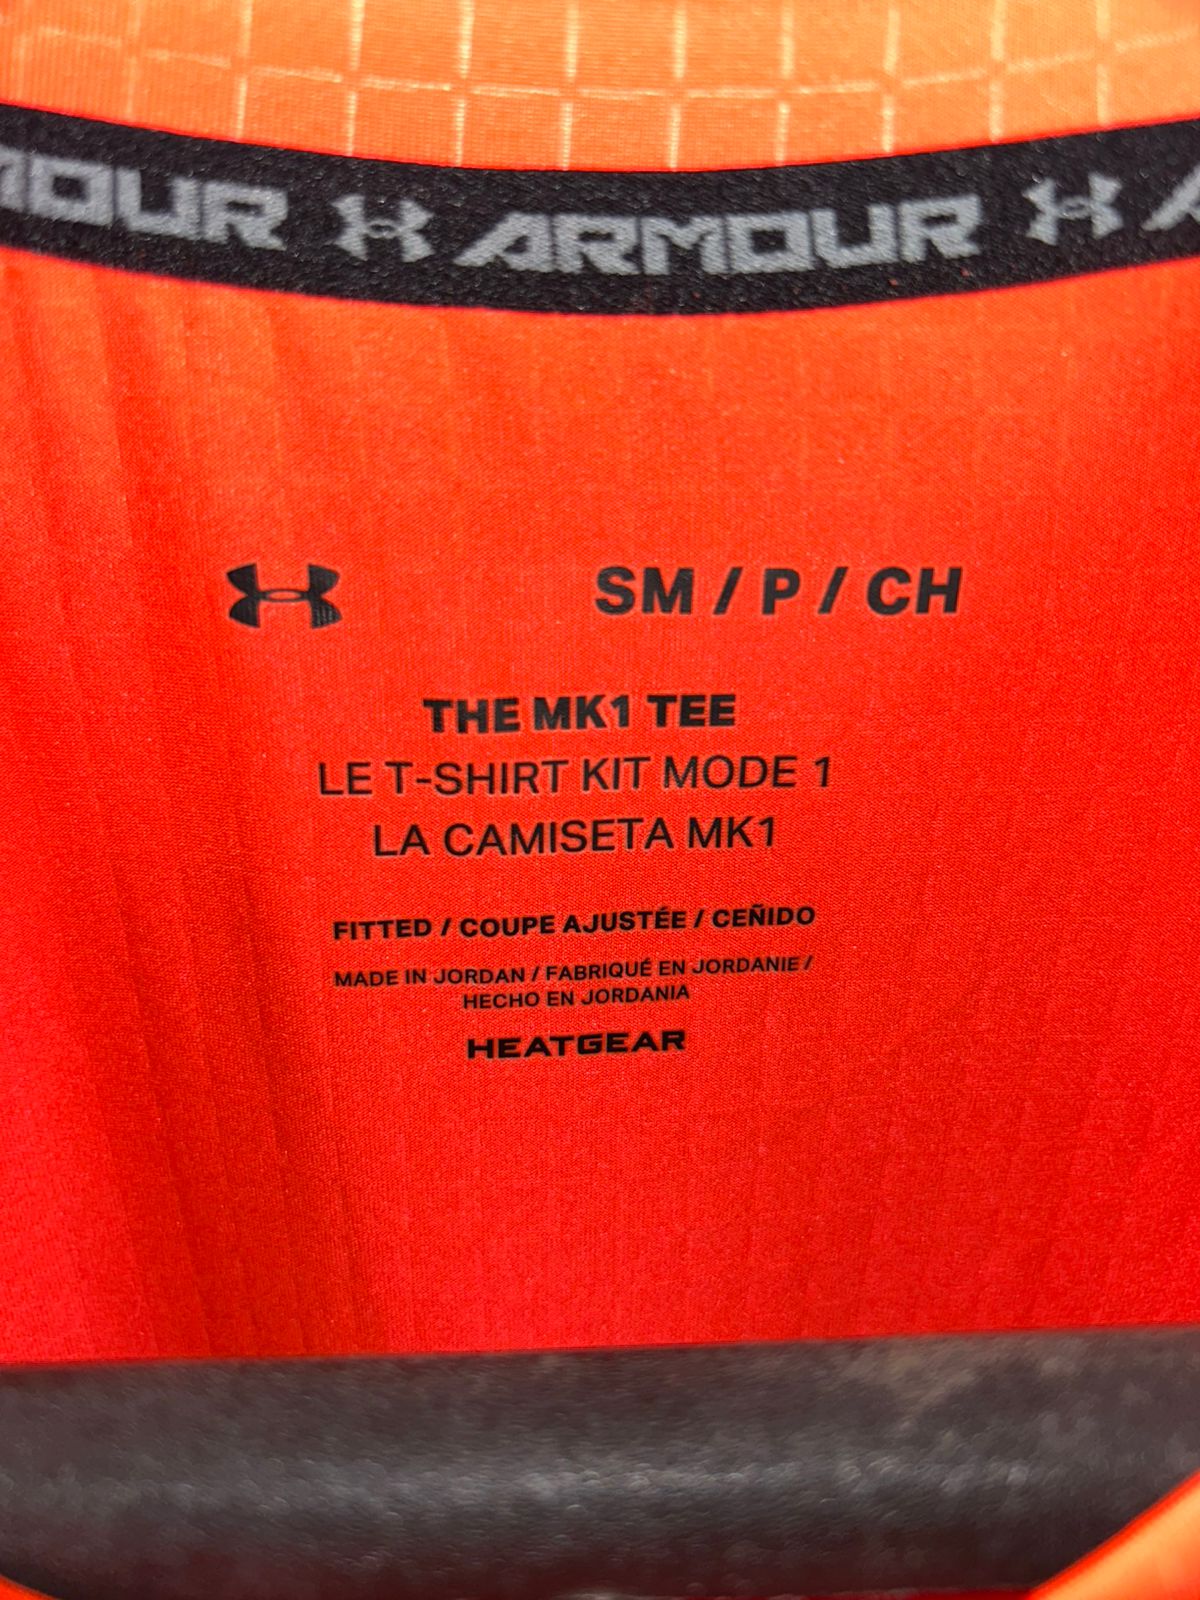 ARMOUR
SM / P / CH
THE MK1 TEE
LE T-SHIRT KIT MODE 1
LA CAMISETA MK1
FITTED / COUPE AJUSTÉE / CEÑIDO
MADE IN JORDAN / FABRIQUÉ EN JORDANIE /
HECHO EN JORDANIA
HEATGEAR